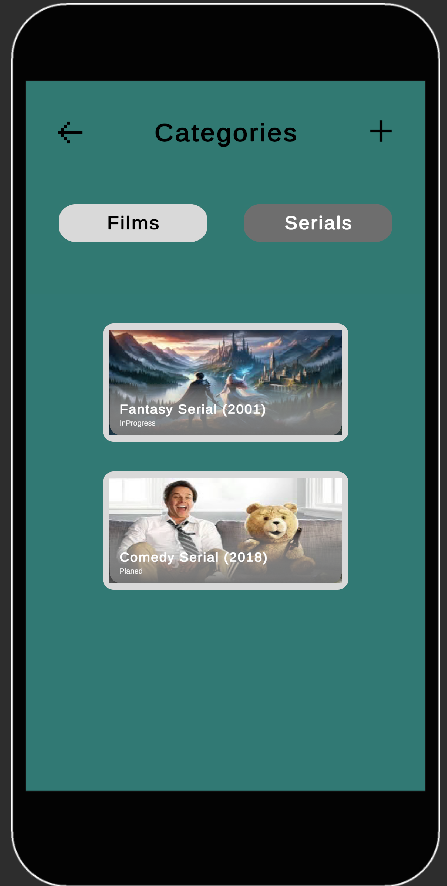 Categories
Films
Serials
Fantasy Serial (2001)
InProgress
Comedy Serial (2018)
Planed